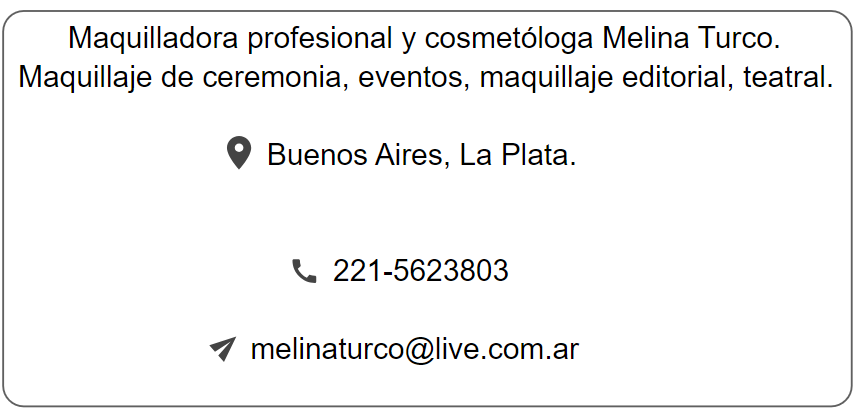 Maquilladora profesional y cosmetóloga Melina Turco.
Maquillaje de ceremonia, eventos, maquillaje editorial, teatral.
Buenos Aires, La Plata.
221-5623803
melinaturco@live.com.ar